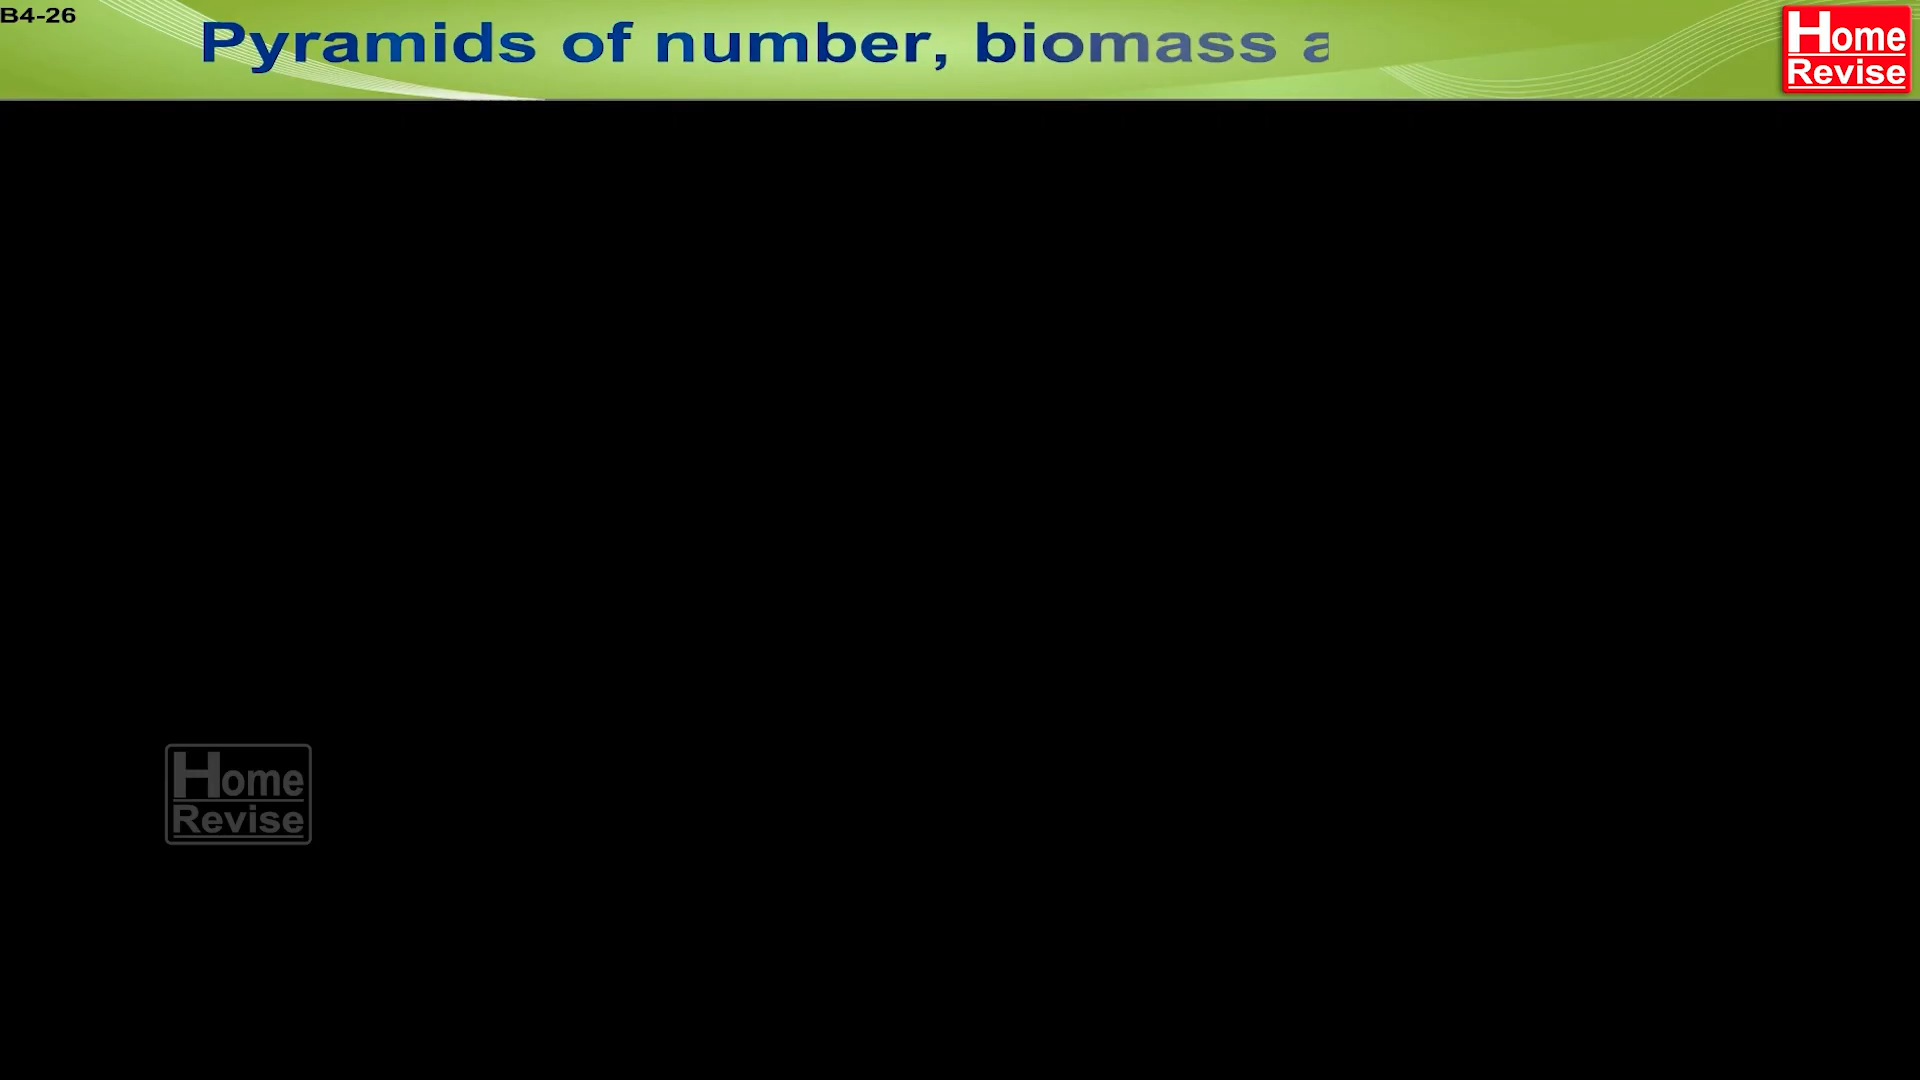 B4-26
Pyramids of number, biomass a
Home
Revise
Home
Revise